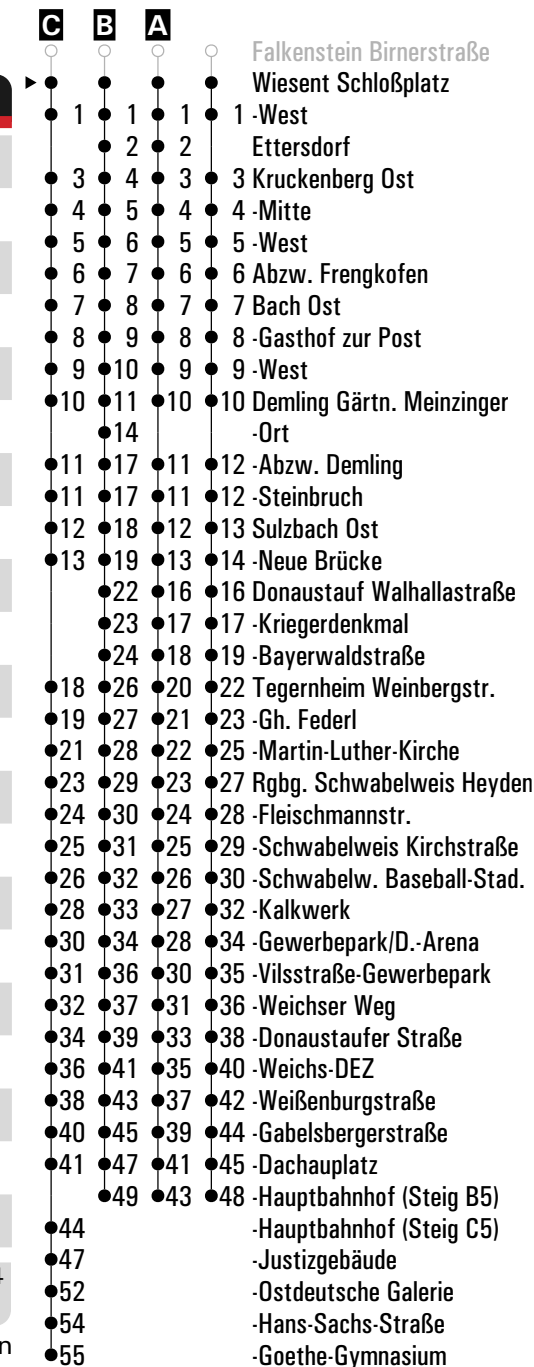 C B A
Falkenstein Birnerstraße
Wiesent Schloßplatz
1 1 1 1 -West
2 2 Ettersdorf
3 4 3 3 Kruckenberg Ost
4 5 4 4 -Mitte
5 6 5 5 -West
6 7 6 6 Abzw. Frengkofen
7 8 7 7 Bach Ost
8 9 8 8 -Gasthof zur Post
9 10 9 9 -West
10 11 10 10 Demling Gärtn. Meinzinger
14 -Ort
11 17 11 12 -Abzw. Demling
11 17 11 12 -Steinbruch
12 18 12 13 Sulzbach Ost
13 19 13 14 -Neue Brücke
22 16 16 Donaustauf Walhallastraße
23 17 17 -Kriegerdenkmal
24 18 19 -Bayerwaldstraße
18 26 20 22 Tegernheim Weinbergstr.
19 27 21 23 -Gh. Federl
21 28 22 25 -Martin-Luther-Kirche
23 29 23 27 Rgbg. Schwabelweis Heyden
24 30 24 28 -Fleischmannstr.
25 31 25 29 -Schwabelweis Kirchstraße
26 32 26 30 -Schwabelw. Baseball-Stad.
28 33 27 32 -Kalkwerk
30 34 28 34 -Gewerbepark/D.-Arena
31 36 30 35 -Vilsstraße-Gewerbepark
32 37 31 36 -Weichser Weg
34 39 33 38 -Donaustaufer Straße
36 41 35 40 -Weichs-DEZ
38 43 37 42 -Weißenburgstraße
40 45 39 44 -Gabelsbergerstraße
41 47 41 45 -Dachauplatz
49 43 48 -Hauptbahnhof (Steig B5)
44 -Hauptbahnhof (Steig C5)
47 -Justizgebäude
52 -Ostdeutsche Galerie
54 -Hans-Sachs-Straße
n 55 -Goethe-Gymnasium